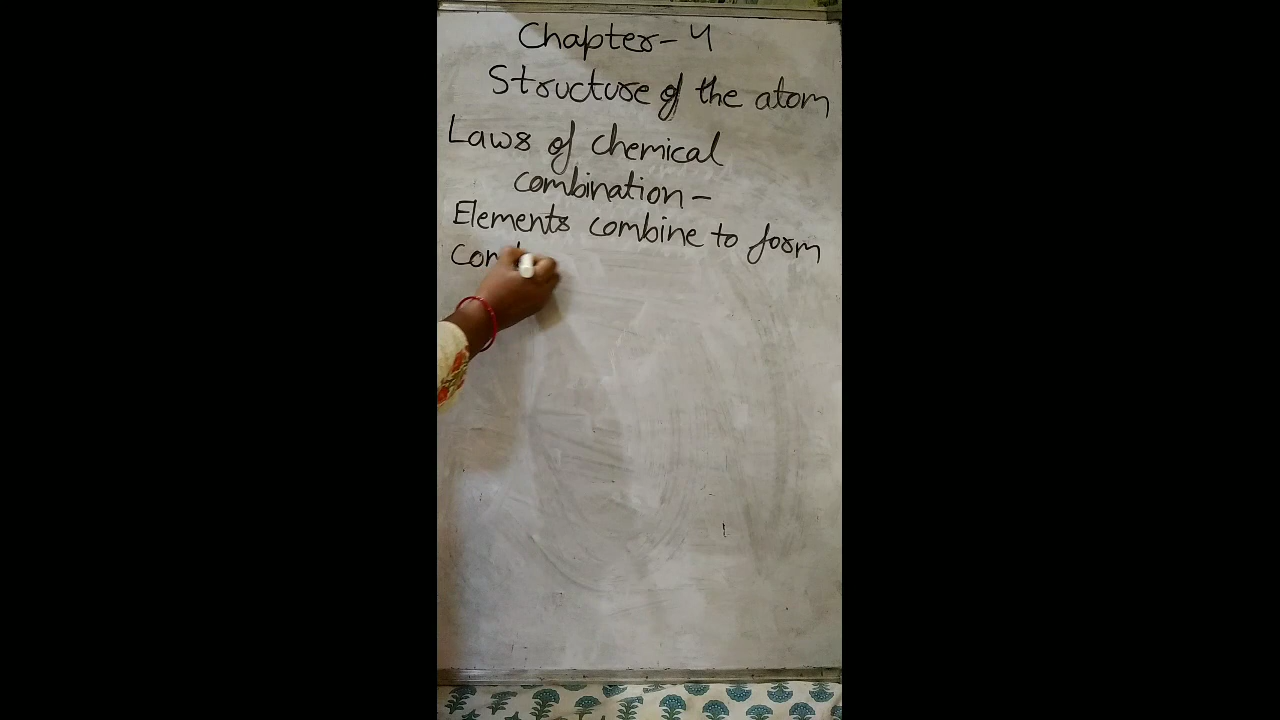 Chapter- 4
Structure of the atom
Laws of chemical
combination -
Elements combine to form